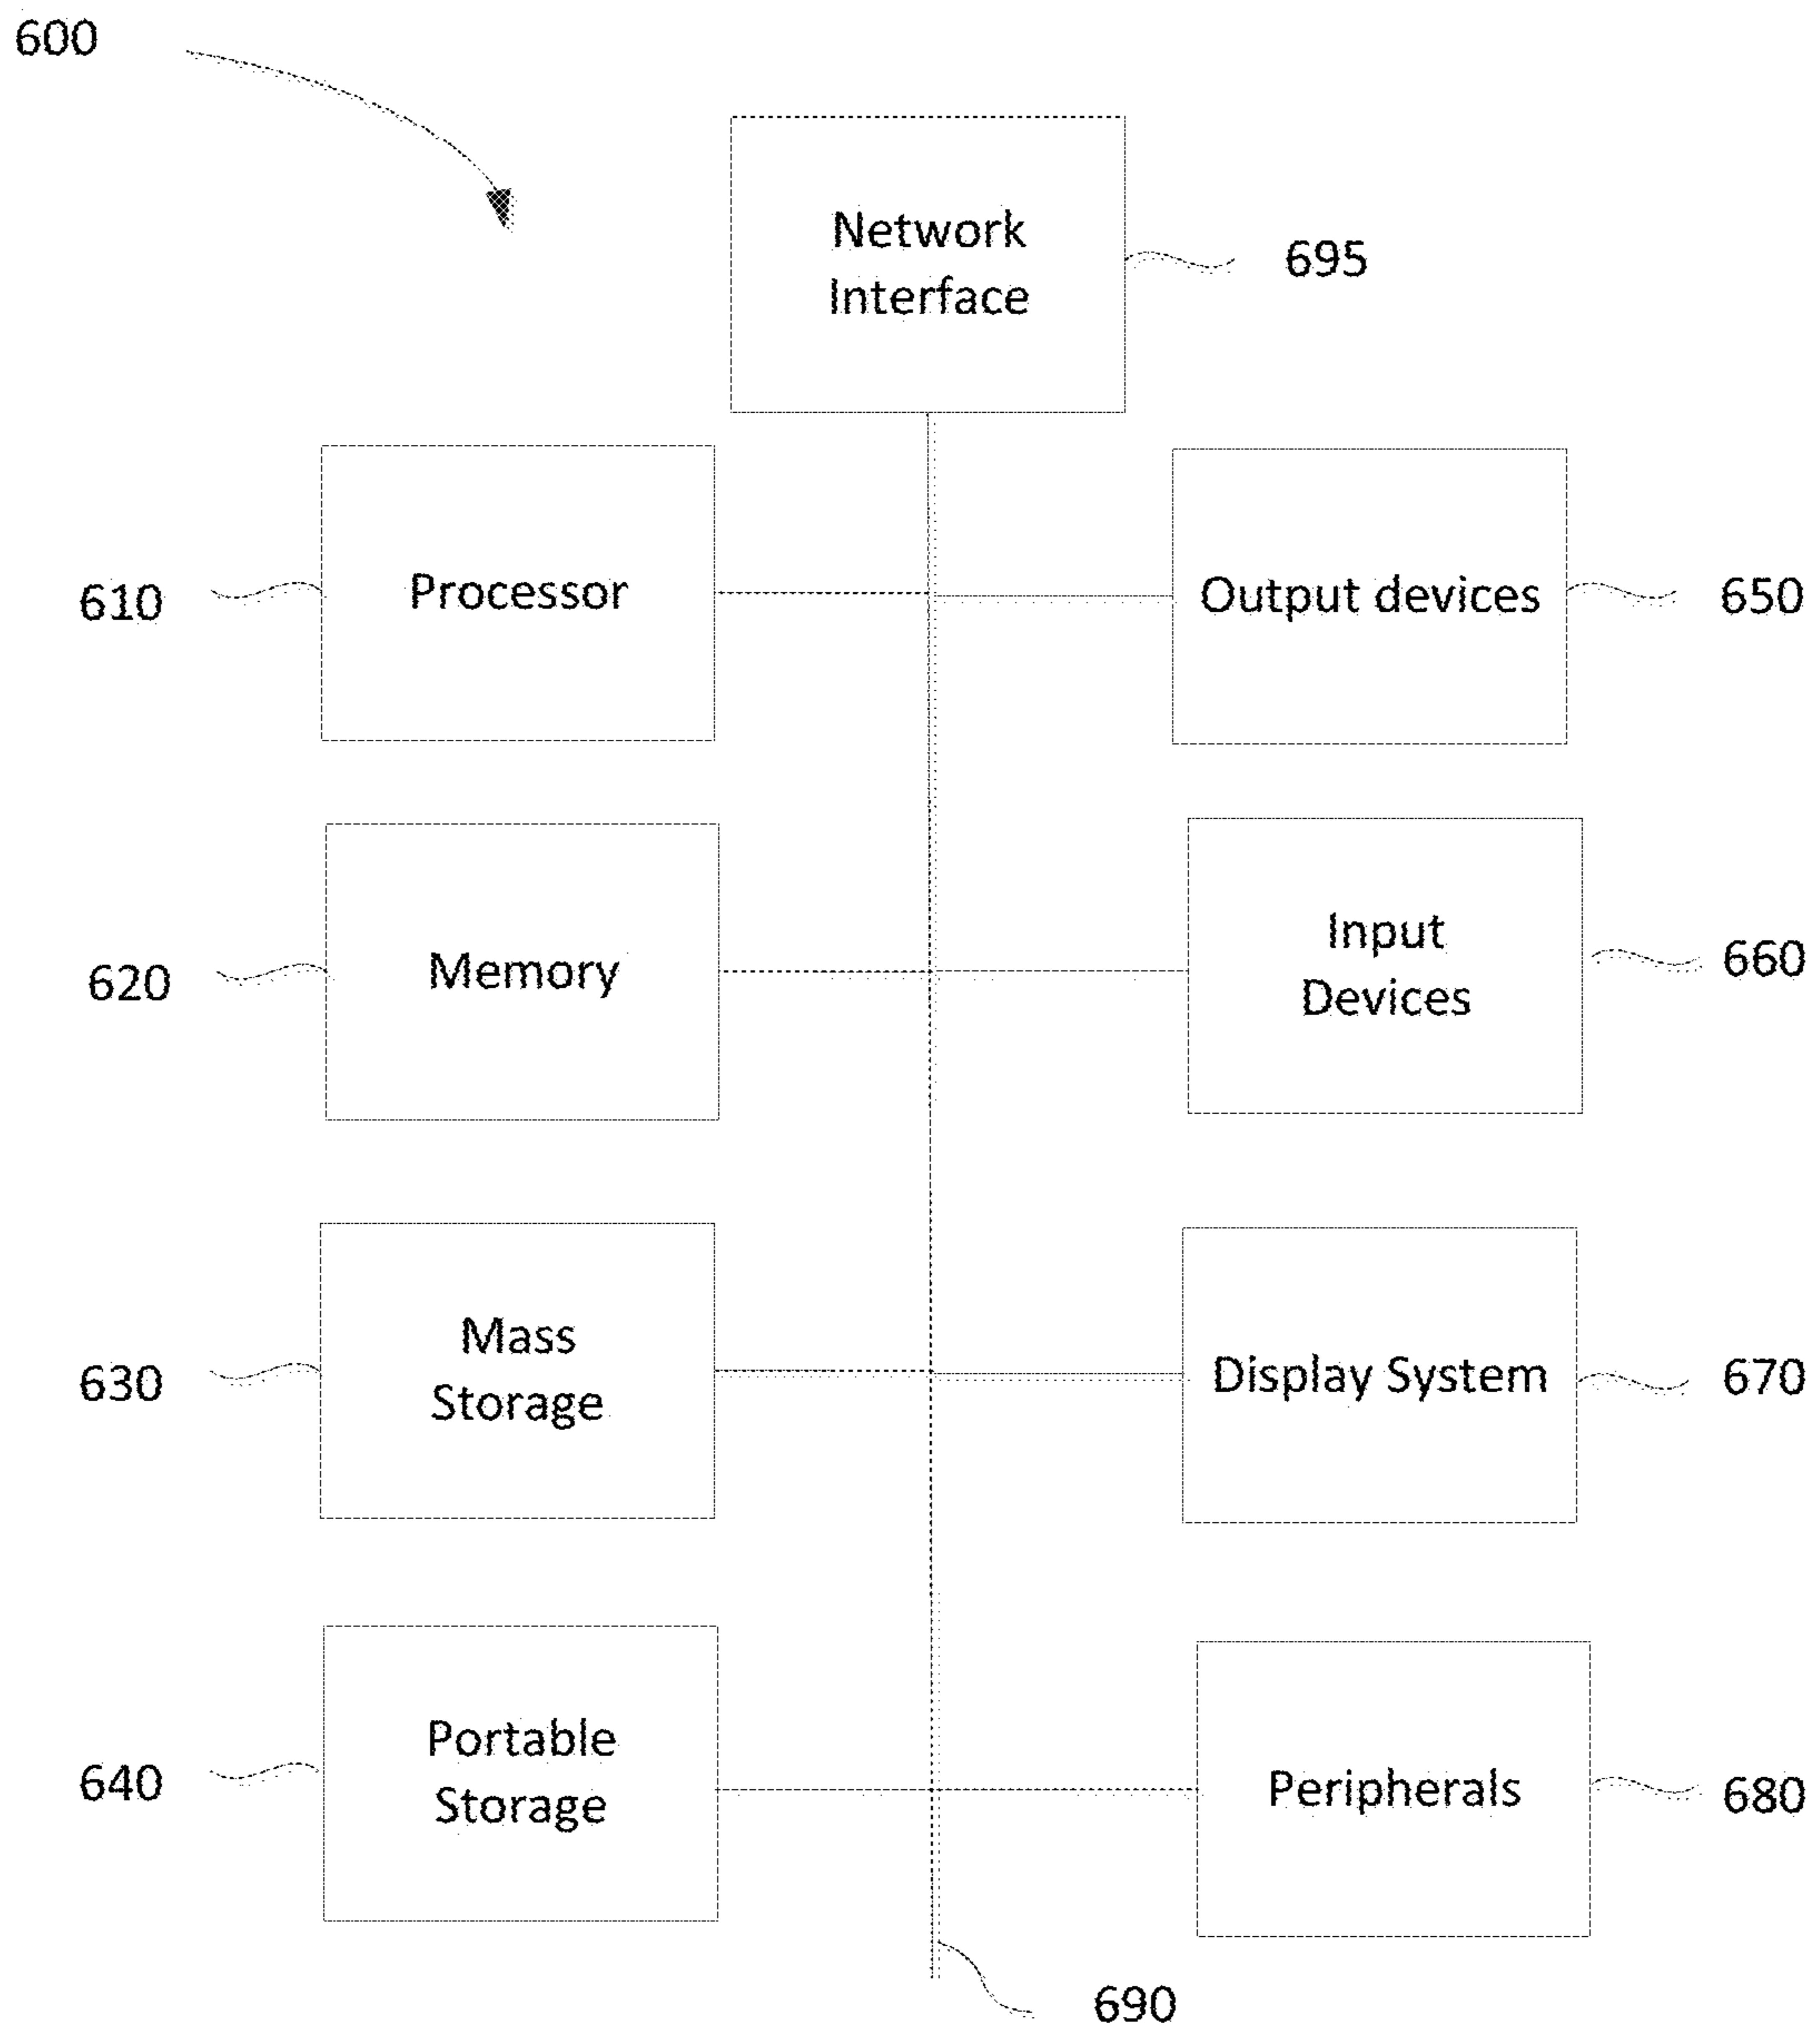 600
Network
Interface
695
610
Processor
Output devices
650
620
Memory
Input
Devices
660
630
Mass
Storage
Display System
670
640
Portable
Storage
Peripherals
680
690